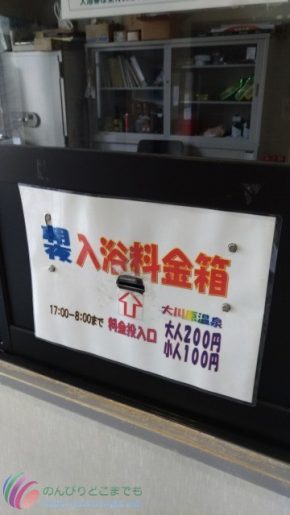 朝夜 入浴料金箱
17:00-8:00まで 料金投入口
大川原温泉
大人200円
小人100円
のんびりどこまでも